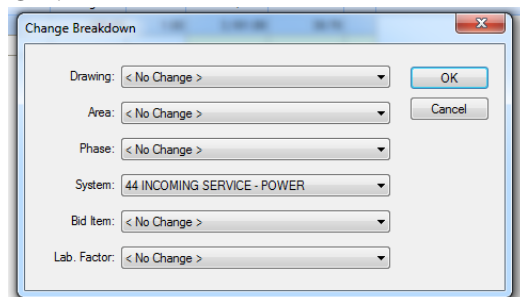 Change Breakdown
Drawing: < No Change >
OK
Area: < No Change >
Cancel
Phase: < No Change >
System: 44 INCOMING SERVICE - POWER
Bid Item: < No Change >
Lab. Factor: < No Change >